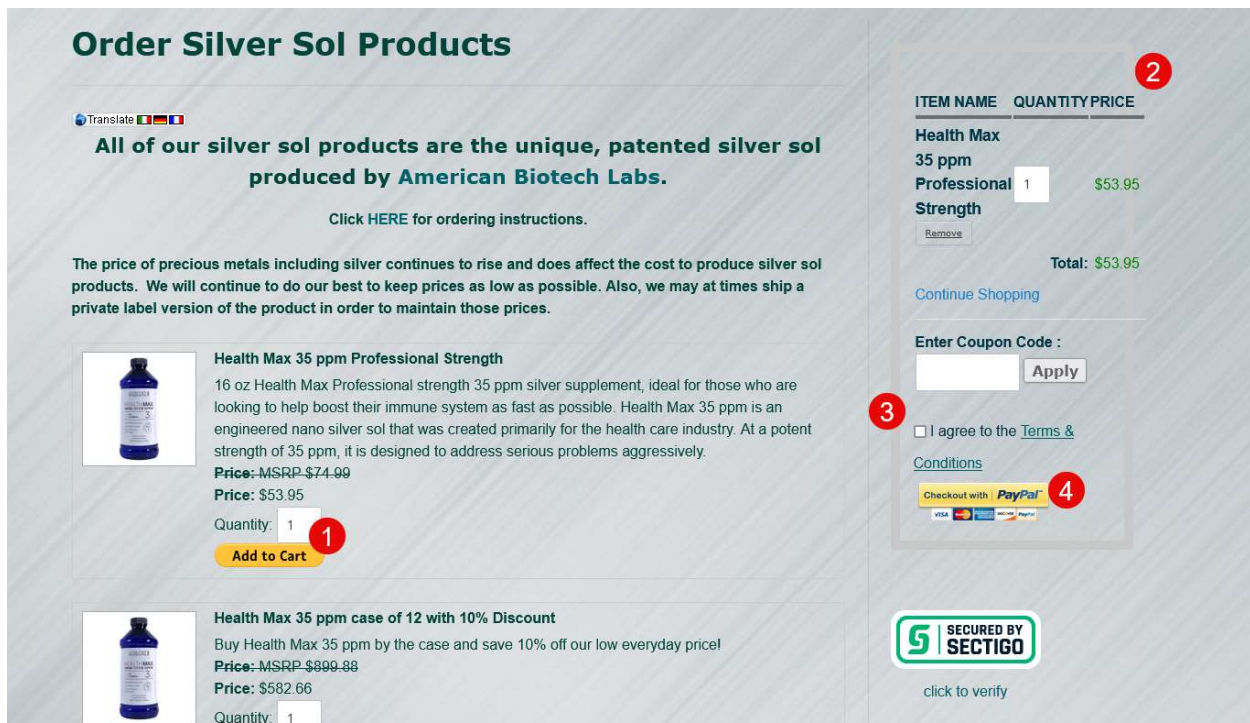 Order Silver Sol Products
Translate
All of our silver sol products are the unique, patented silver sol
produced by American Biotech Labs.
Click HERE for ordering instructions.
The price of precious metals including silver continues to rise and does affect the cost to produce silver sol
products. We will continue to do our best to keep prices as low as possible. Also, we may at times ship a
private label version of the product in order to maintain those prices.
Health Max 35 ppm Professional Strength
16 oz Health Max Professional strength 35 ppm silver supplement, ideal for those who are
looking to help boost their immune system as fast as possible. Health Max 35 ppm is an
engineered nano silver sol that was created primarily for the health care industry. At a potent
strength of 35 ppm, it is designed to address serious problems aggressively.
Price: MSRP $74.99
Price: $53.95
Quantity: 1
1
Add to Cart
Health Max 35 ppm case of 12 with 10% Discount
Buy Health Max 35 ppm by the case and save 10% off our low everyday price!
Price: MSRP $899.88
Price: $582.66
Quantity: 1
2
ITEM NAME QUANTITY PRICE
Health Max
35 ppm
Professional 1 $53.95
Strength
Remove
Total: $53.95
Continue Shopping
Enter Coupon Code :
Apply
3
I agree to the Terms &
Conditions
Checkout with PayPal
4
VISA PayPal
SECURED BY
SECTIGO
click to verify